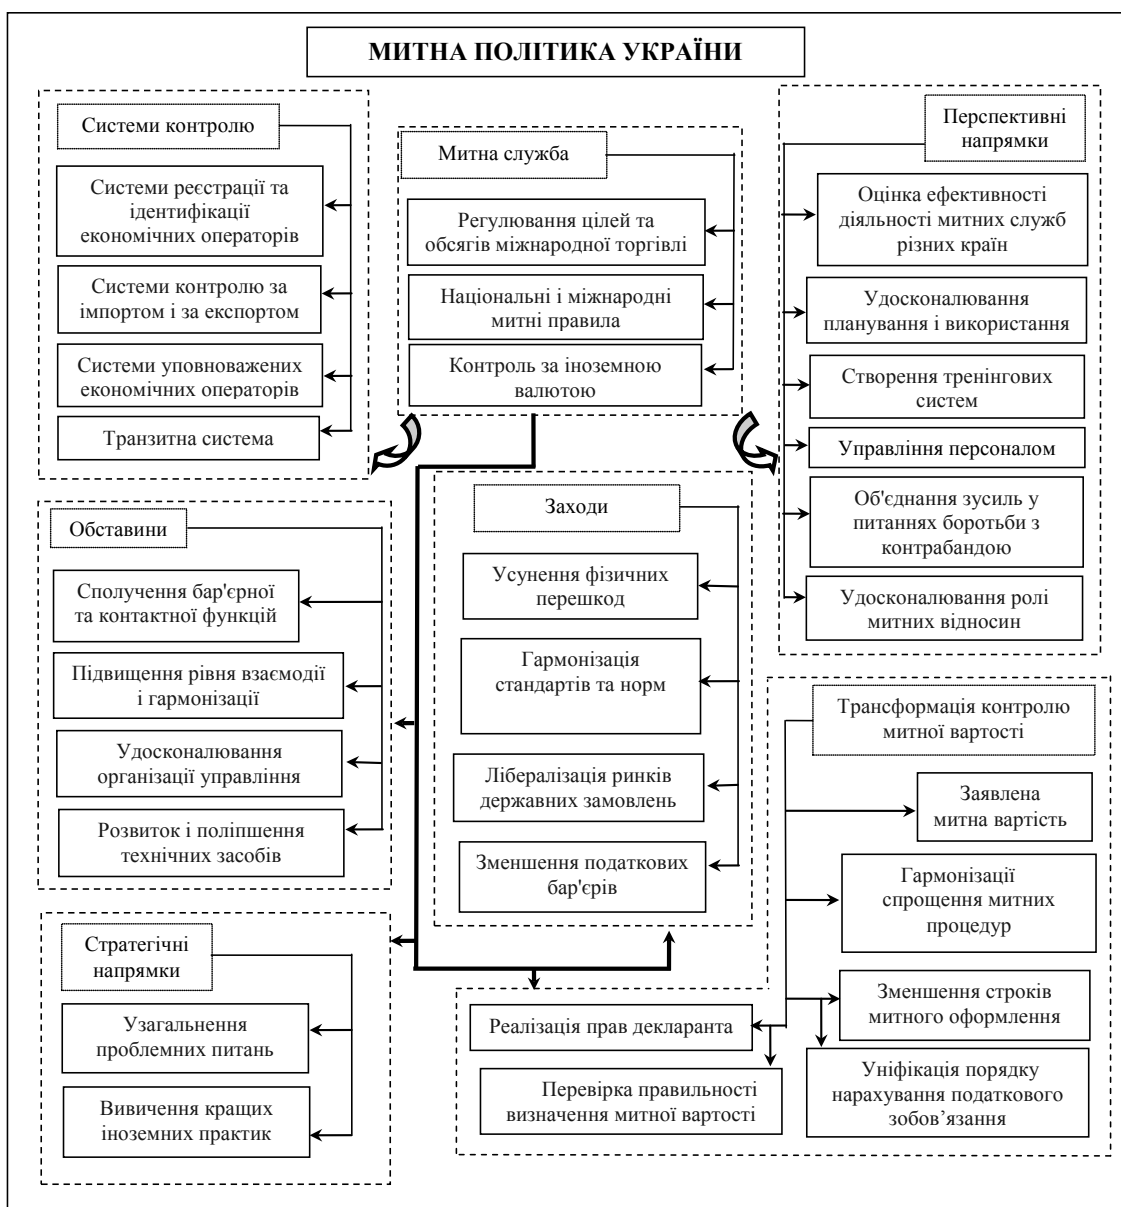 МИТНА ПОЛІТИКА УКРАЇНИ
Системи контролю
Системи реєстрації та
ідентифікації
економічних операторів
Системи контролю за
імпортом і за експортом
Системи уповноважених
економічних операторів
Транзитна система
Митна служба
Регулювання цілей та
обсягів міжнародної торгівлі
Національні і міжнародні
митні правила
Контроль за іноземною
валютою
Перспективні
напрямки
Оцінка ефективності
діяльності митних служб
різних країн
Удосконалювання
планування і використання
Створення тренінгових
систем
Управління персоналом
Об'єднання зусиль у
питаннях боротьби з
контрабандою
Удосконалювання ролі
митних відносин
Обставини
Сполучення бар'єрної
та контактної функцій
Підвищення рівня взаємодії
і гармонізації
Удосконалювання
організації управління
Розвиток і поліпшення
технічних засобів
Заходи
Усунення фізичних
перешкод
Гармонізація
стандартів та норм
Лібералізація ринків
державних замовлень
Зменшення податкових
бар'єрів
Стратегічні
напрямки
Узагальнення
проблемних питань
Вивичення кращих
іноземних практик
Трансформація контролю
митної вартості
Заявлена
митна вартість
Гармонізації
спрощення митних
процедур
Зменшення строків
митного оформлення
Уніфікація порядку
нарахування податкового
зобов’язання
Реалізація прав декларанта
Перевірка правильності
визначення митної вартості